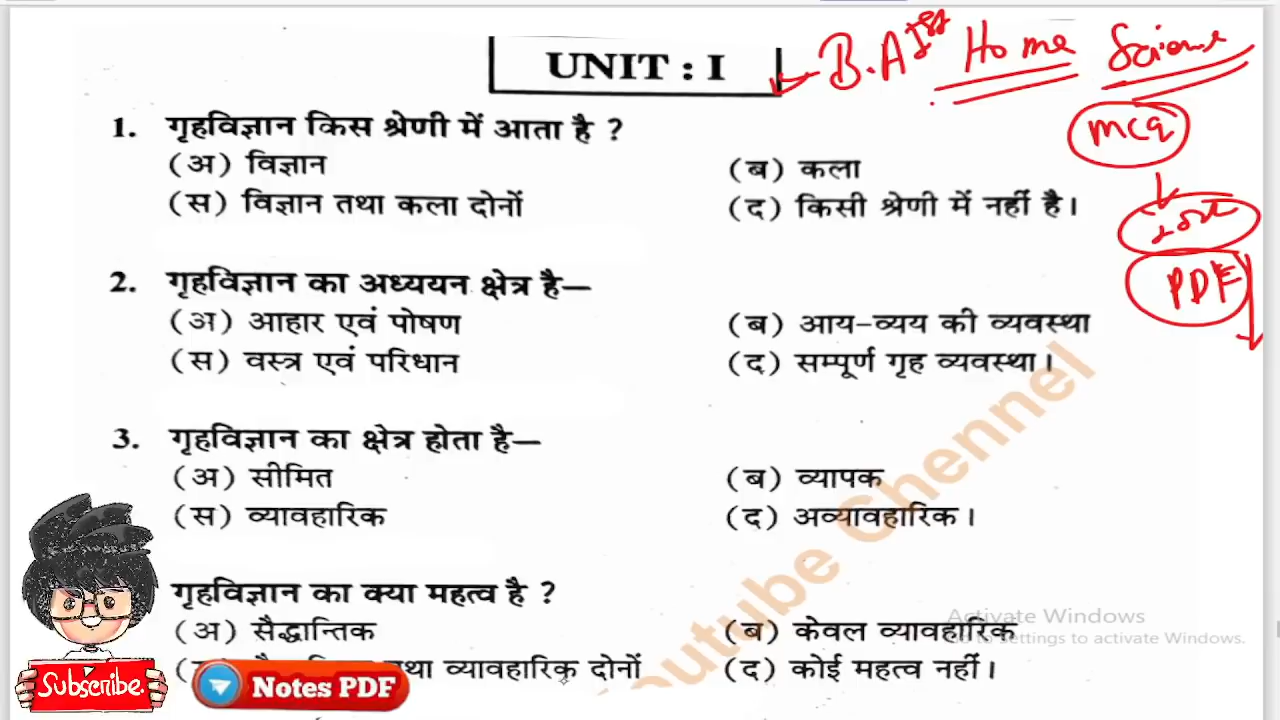 UNIT : I
B.A Ist Home Science
MCQ
PDF
1. गृहविज्ञान किस श्रेणी में आता है ?
(अ) विज्ञान (ब) कला
(स) विज्ञान तथा कला दोनों (द) किसी श्रेणी में नहीं है।
2. गृहविज्ञान का अध्ययन क्षेत्र है—
(अ) आहार एवं पोषण (ब) आय-व्यय की व्यवस्था
(स) वस्त्र एवं परिधान (द) सम्पूर्ण गृह व्यवस्था।
3. गृहविज्ञान का क्षेत्र होता है—
(अ) सीमित (ब) व्यापक
(स) व्यावहारिक (द) अव्यावहारिक।
गृहविज्ञान का क्या महत्व है ?
(अ) सैद्धान्तिक (ब) केवल व्यावहारिक
तथा व्यावहारिक दोनों (द) कोई महत्व नहीं।
Youtube Chennel
Activate Windows
to Settings to activate Windows.
Subscribe.
Notes PDF